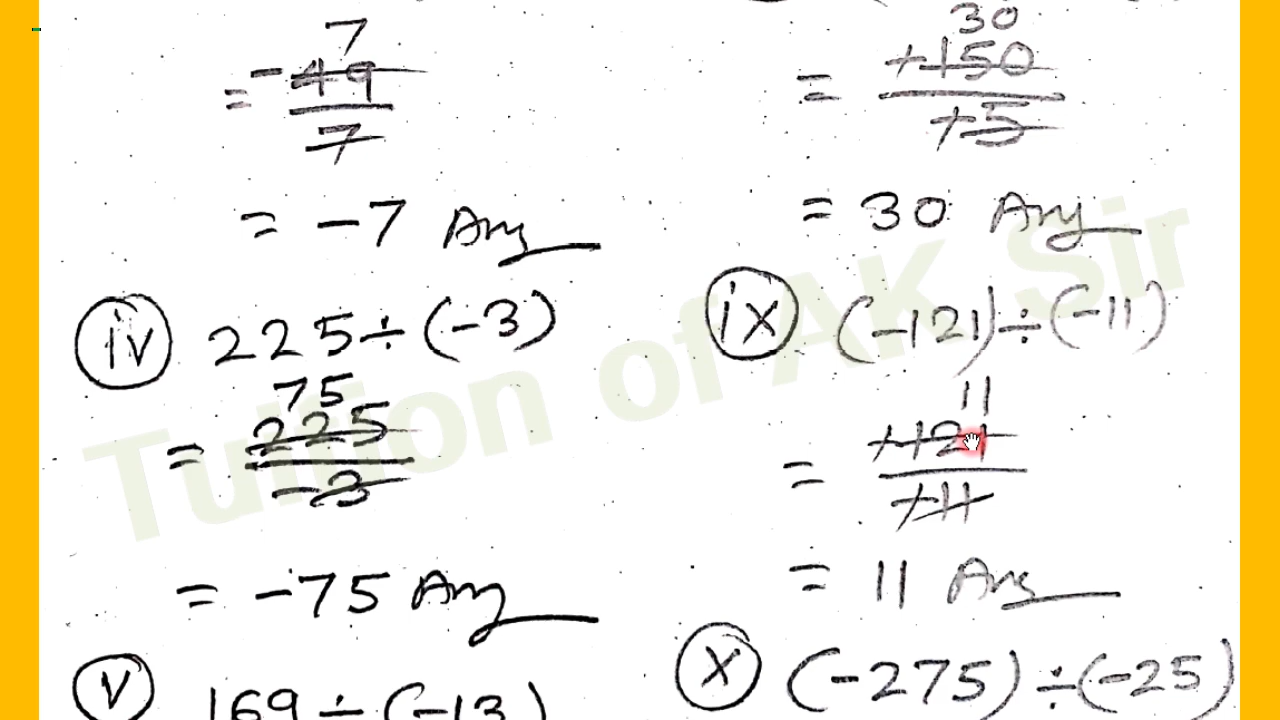 7
= -49
7
= -7 Ans
(iv) 225 ÷ (-3)
75
= 225
-3
= -75 Ans
(v) 169 ÷ (-13)
30
= +150
+5
= 30 Ans
(ix) (-121) ÷ (-11)
11
= +121
+11
= 11 Ans
(x) (-275) ÷ (-25)
Tuition of AK Sir